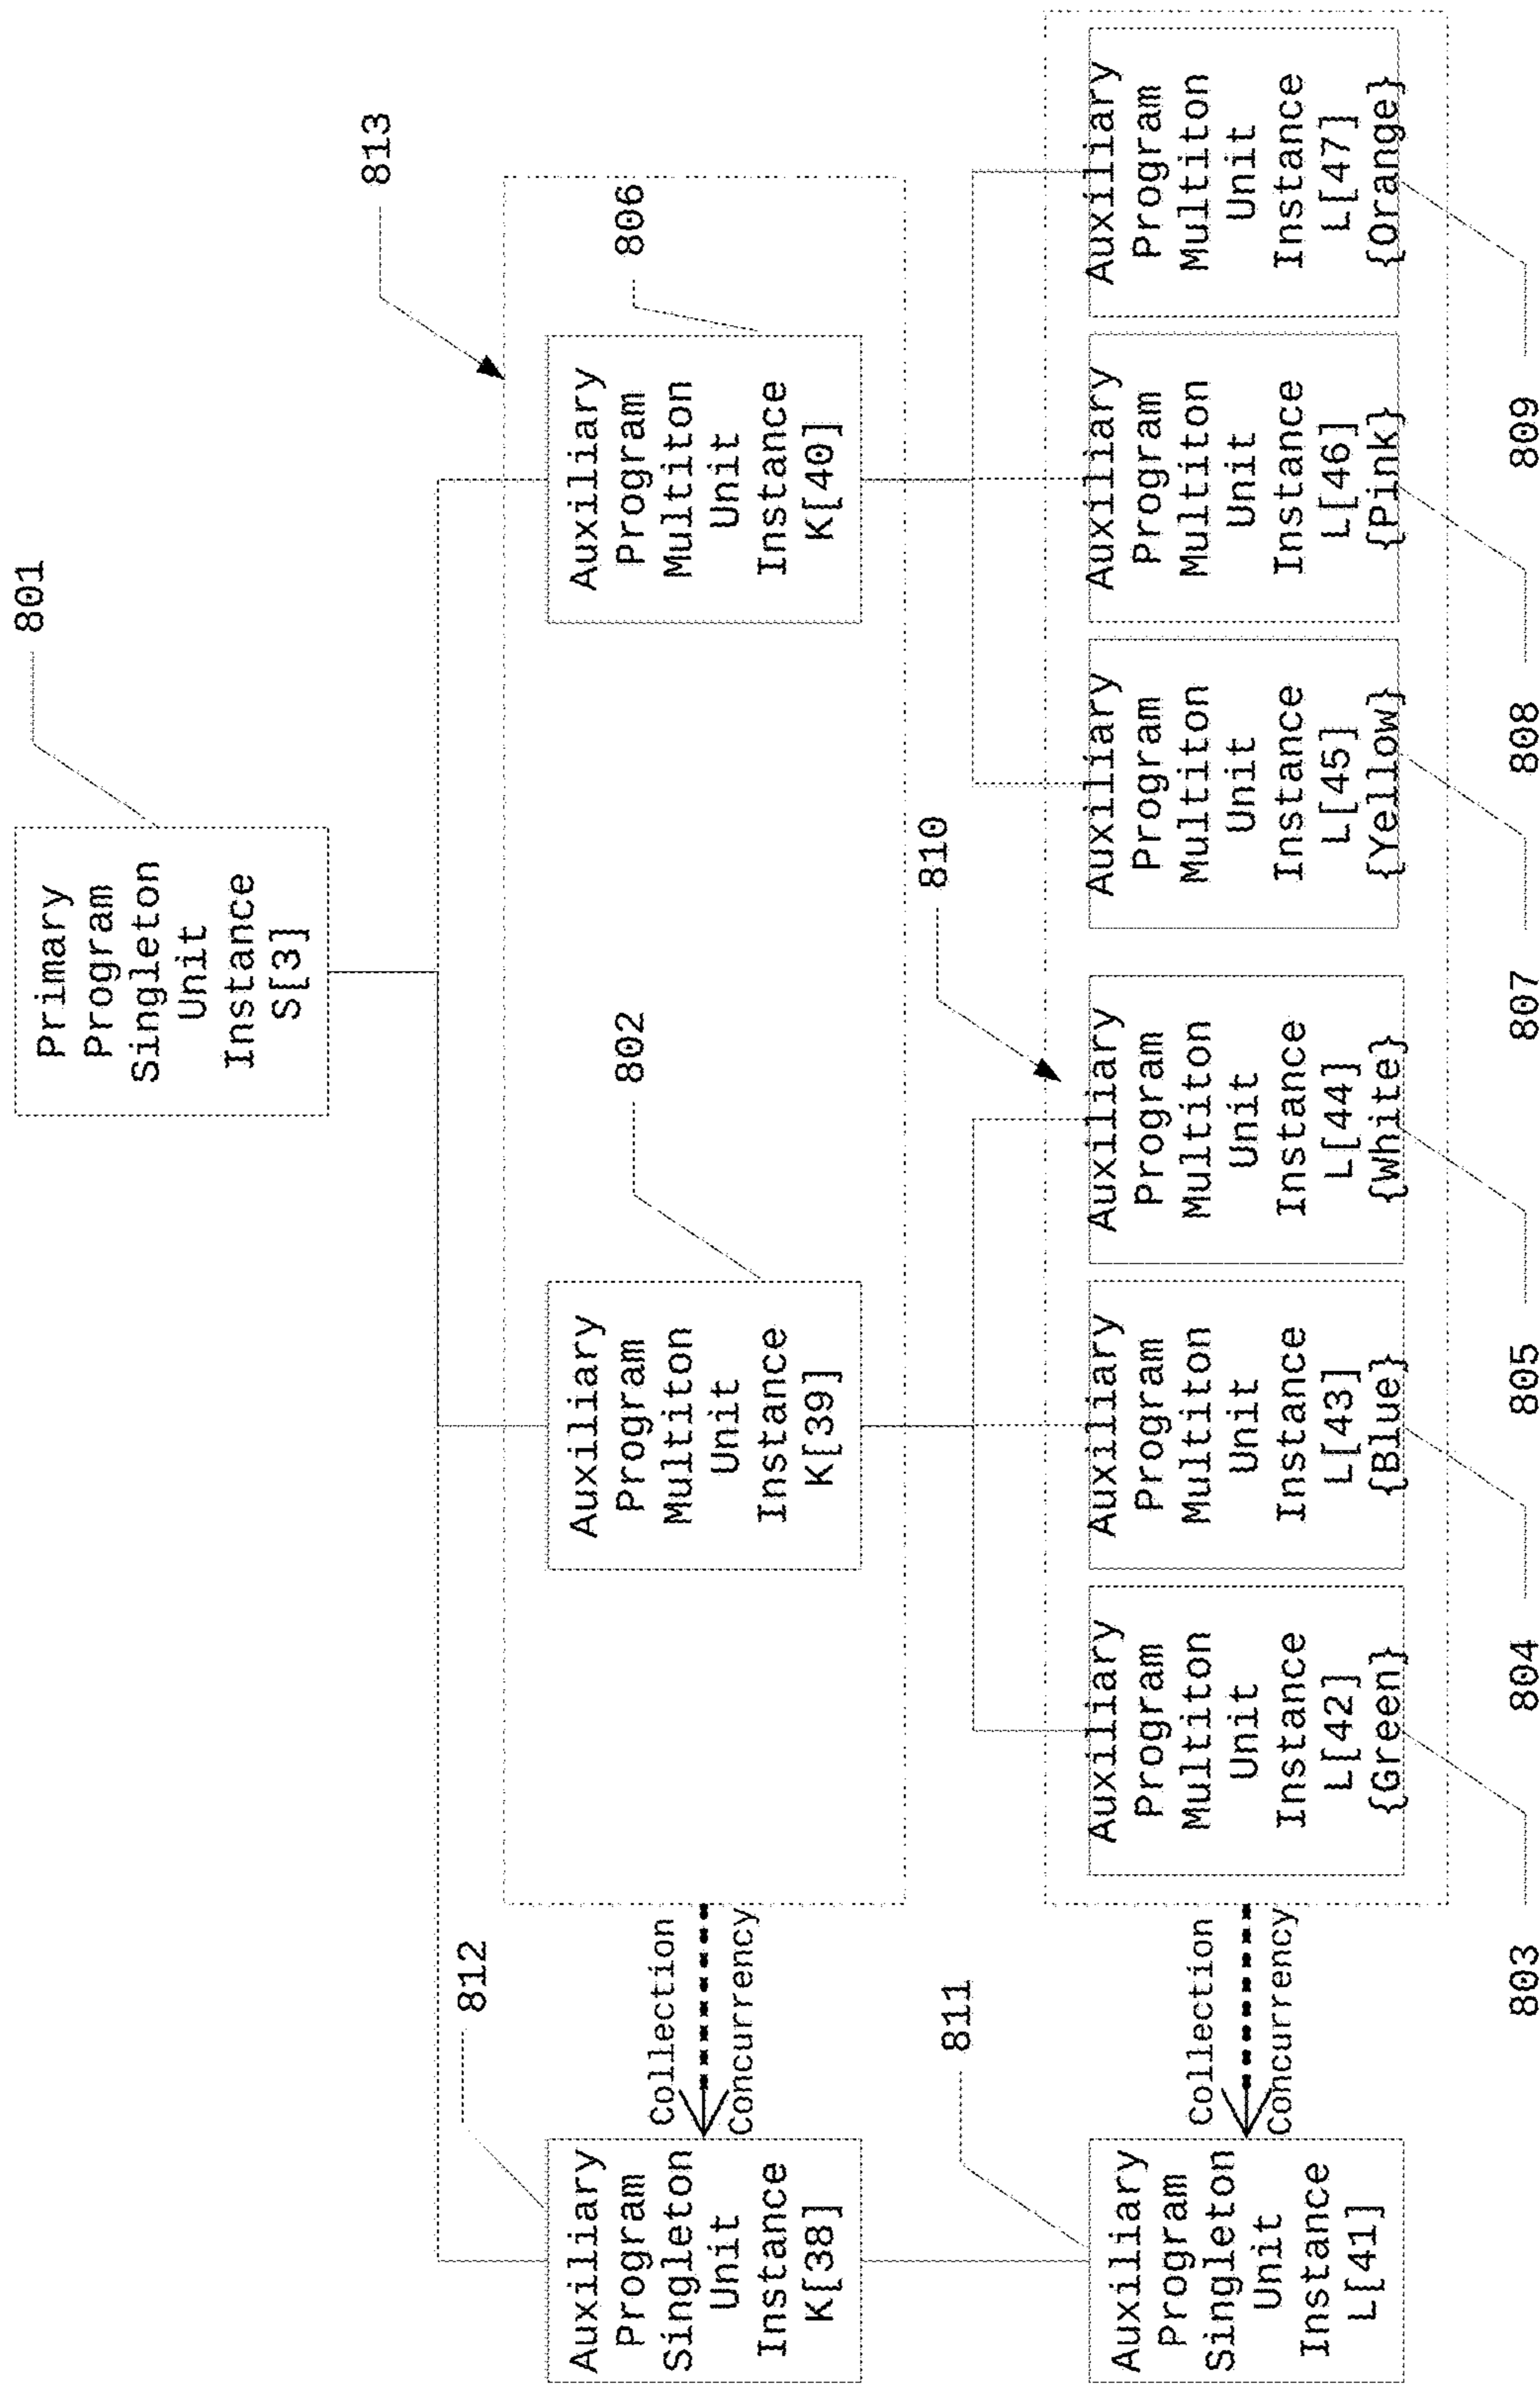 801
Primary
Program
Singleton
Unit
Instance
S[3]
813
812
Auxiliary
Program
Singleton
Unit
Instance
K[38]
Collection
Concurrency
802
Auxiliary
Program
Multiton
Unit
Instance
K[39]
806
Auxiliary
Program
Multiton
Unit
Instance
K[40]
811
Auxiliary
Program
Singleton
Unit
Instance
L[41]
Collection
Concurrency
810
Auxiliary
Program
Multiton
Unit
Instance
L[42]
{Green}
Auxiliary
Program
Multiton
Unit
Instance
L[43]
{Blue}
Auxiliary
Program
Multiton
Unit
Instance
L[44]
{White}
Auxiliary
Program
Multiton
Unit
Instance
L[45]
{Yellow}
Auxiliary
Program
Multiton
Unit
Instance
L[46]
{Pink}
Auxiliary
Program
Multiton
Unit
Instance
L[47]
{Orange}
803
804
805
807
808
809